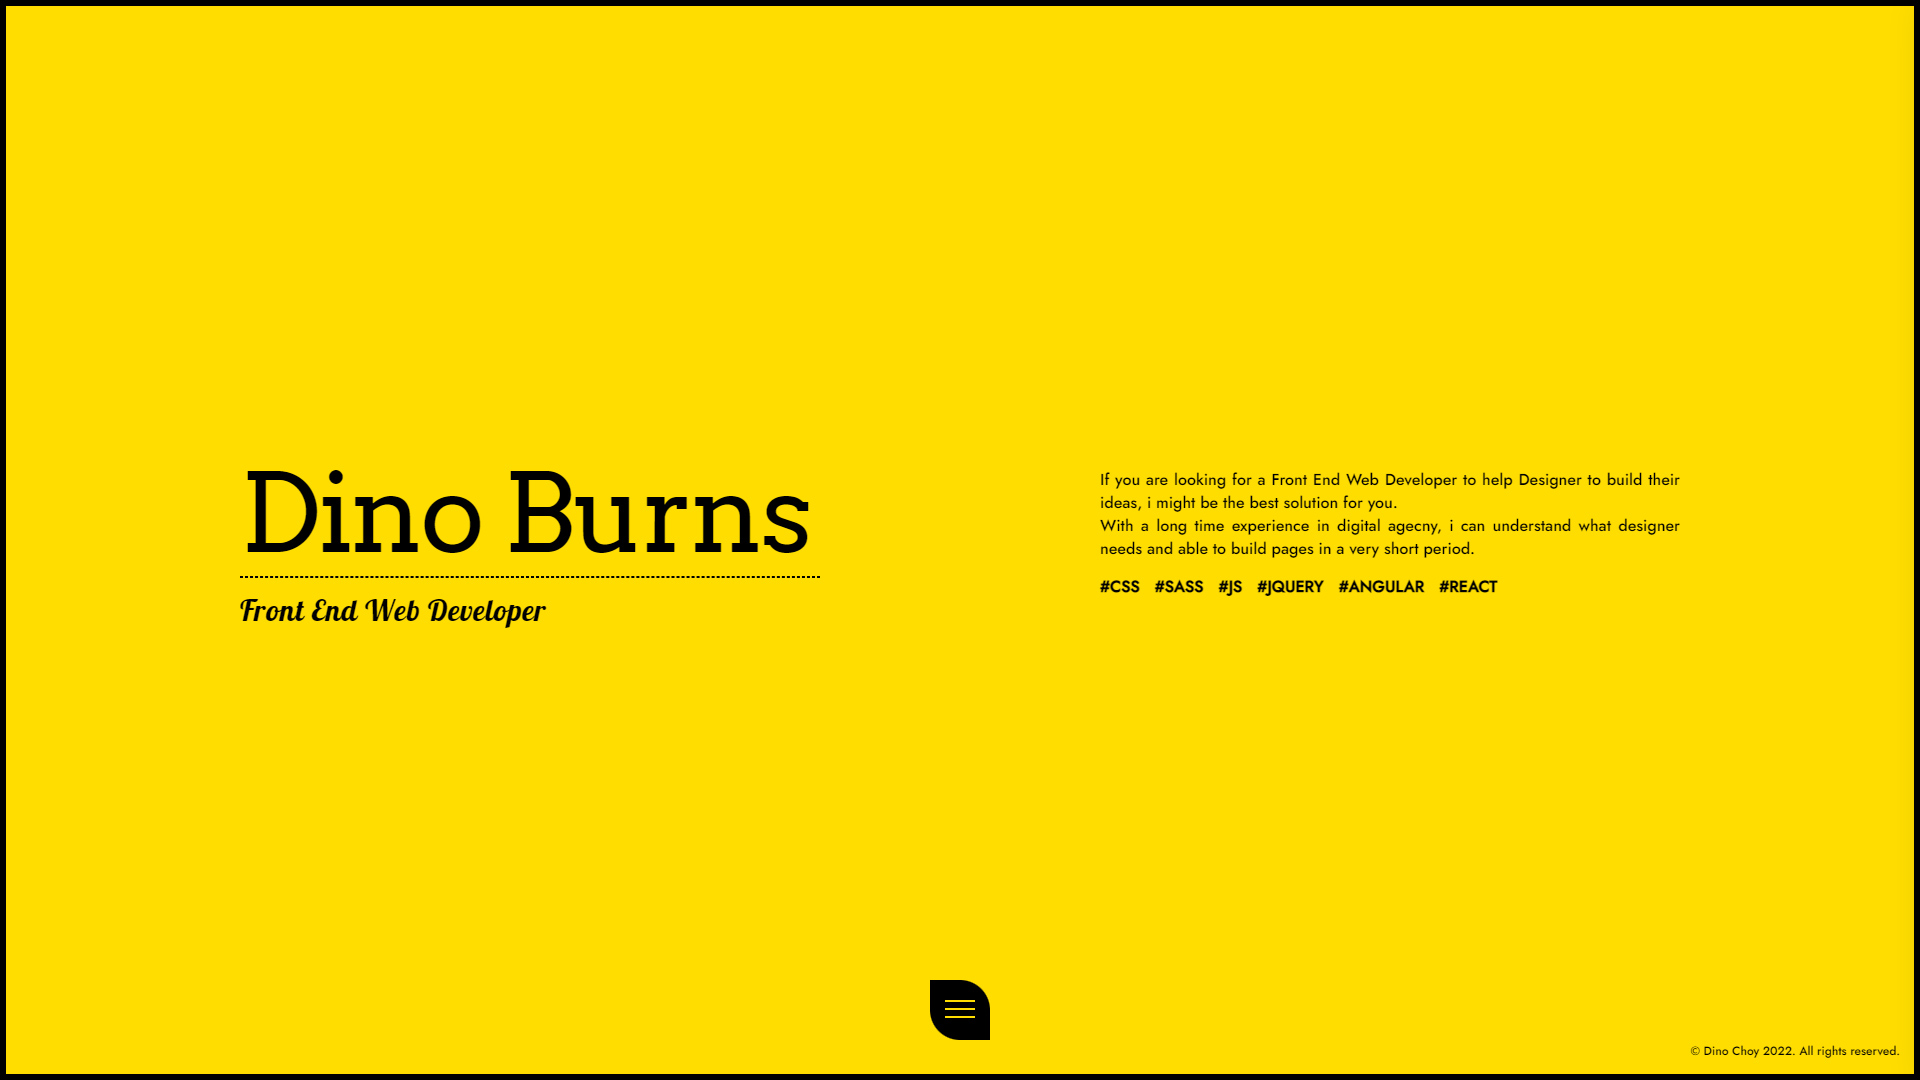 Dino Burns
Front End Web Developer
If you are looking for a Front End Web Developer to help Designer to build their
ideas, i might be the best solution for you.
With a long time experience in digital agecny, i can understand what designer
needs and able to build pages in a very short period.
#CSS #SASS #JS #JQUERY #ANGULAR #REACT
© Dino Choy 2022. All rights reserved.